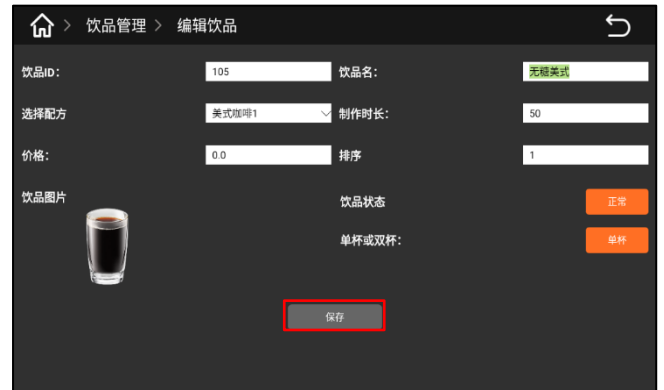 饮品管理 > 编辑饮品
饮品ID： 105 饮品名： 无糖美式
选择配方 美式咖啡1 制作时长： 50
价格： 0.0 排序 1
饮品图片 饮品状态 正常
单杯或双杯： 单杯
保存